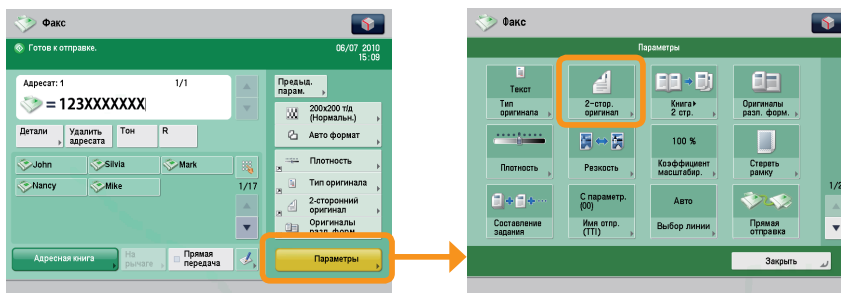 Факс
Готов к отправке.
06/07 2010
15:09
Адресат: 1
1/1
= 123XXXXXXX
Детали
Удалить
адресата
Тон
R
John
Silvia
Mark
Nancy
Mike
1/17
Адресная книга
На
рычаге
Прямая
передача
Предыд.
парам.
200x200 т/д
(Нормальн.)
Авто формат
Плотность
Тип оригинала
2-сторонний
оригинал
Оригиналы
разл. форм.
Параметры
Факс
Параметры
Текст
Тип
оригинала
2-стор.
оригинал
Книга
2 стр.
Оригиналы
разл. форм.
Плотность
Резкость
100 %
Коэффициент
масштабир.
Стереть
рамку
Составление
задания
С параметр.
(00)
Имя отпр.
(TTI)
Авто
Выбор линии
Прямая
отправка
1/2
Закрыть